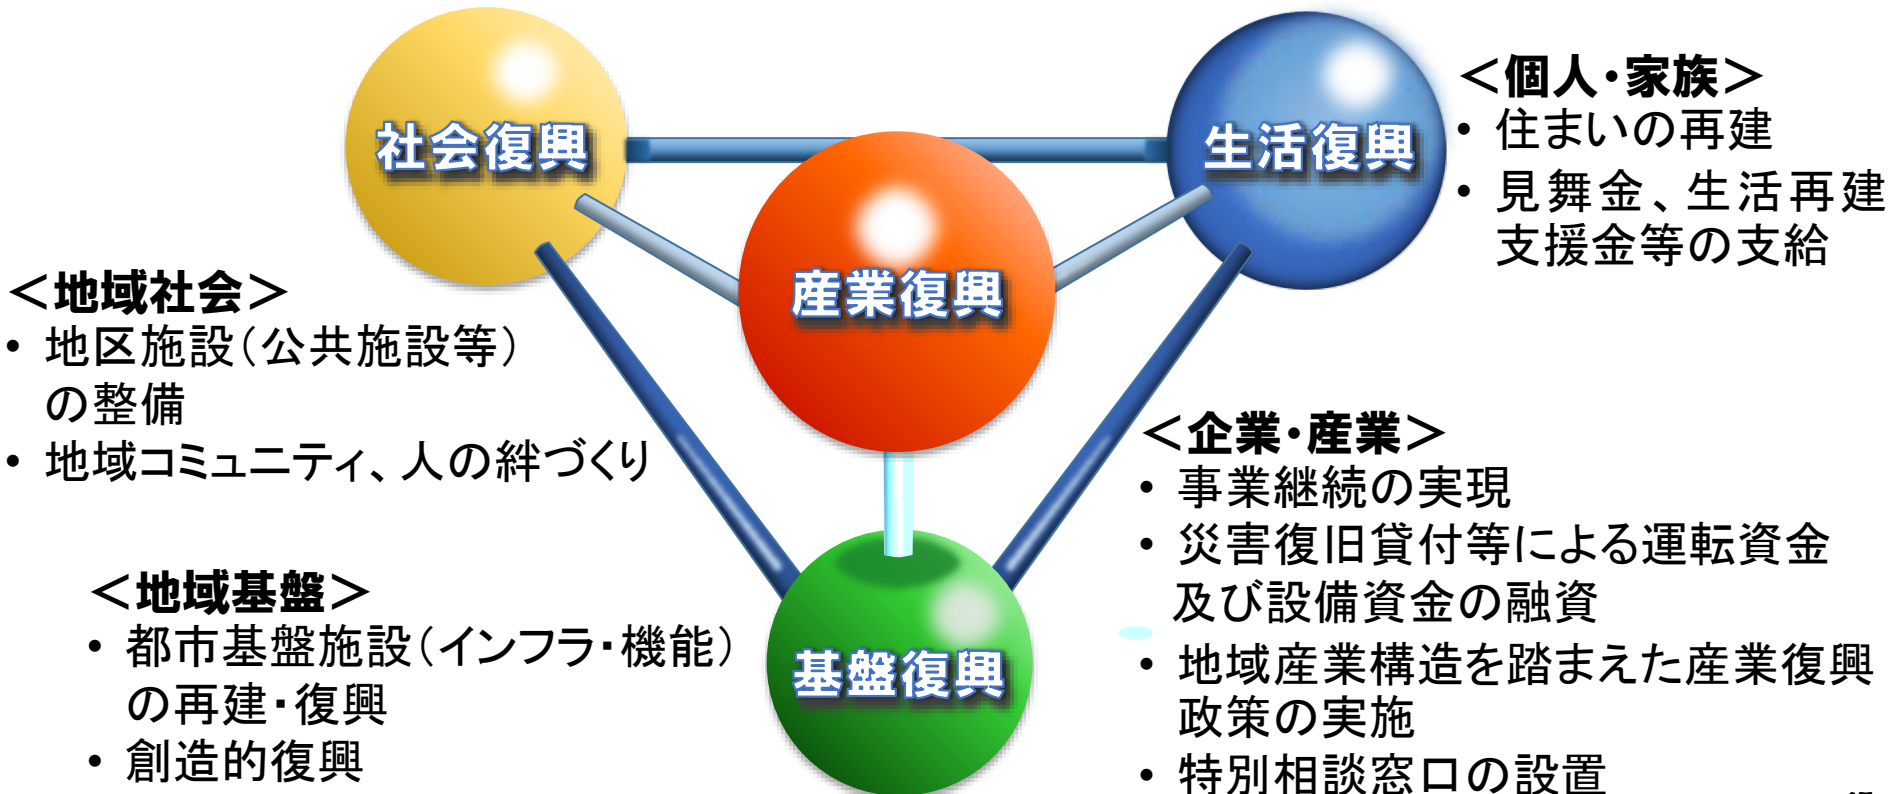 社会復興
生活復興
産業復興
基盤復興
＜個人・家族＞
• 住まいの再建
• 見舞金、生活再建
支援金等の支給
＜地域社会＞
• 地区施設（公共施設等）
の整備
• 地域コミュニティ、人の絆づくり
＜企業・産業＞
• 事業継続の実現
• 災害復旧貸付等による運転資金
及び設備資金の融資
• 地域産業構造を踏まえた産業復興
政策の実施
• 特別相談窓口の設置
＜地域基盤＞
• 都市基盤施設（インフラ・機能）
の再建・復興
• 創造的復興